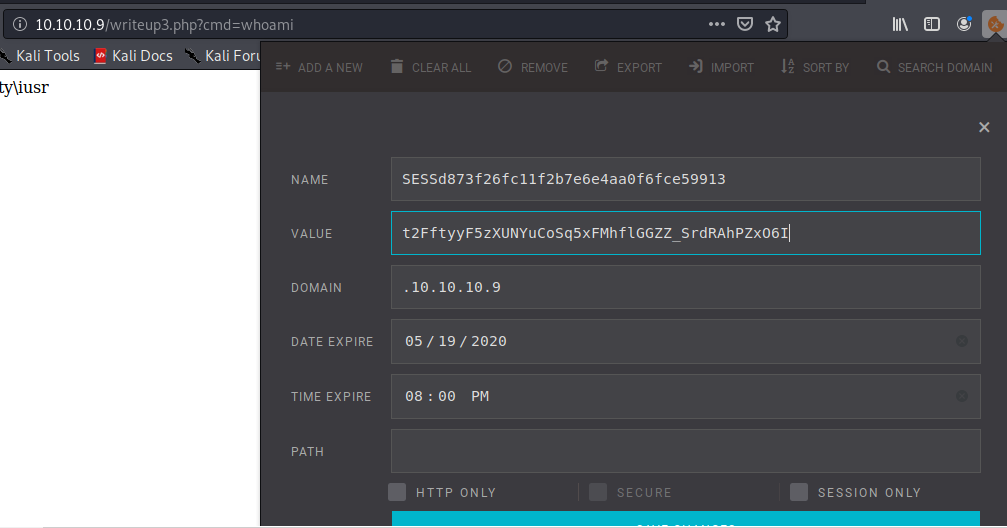 10.10.10.9/writeup3.php?cmd=whoami
Kali Tools Kali Docs Kali Foru
ty\iusr
ADD A NEW CLEAR ALL REMOVE EXPORT IMPORT SORT BY SEARCH DOMAIN
NAME SESSd873f26fc11f2b7e6e4aa0f6fce59913
VALUE t2FftyyF5zXUNYuCoSq5xFMhflGGZZ_SrdRAhPZxO6I
DOMAIN .10.10.10.9
DATE EXPIRE 05/19/2020
TIME EXPIRE 08:00 PM
PATH
HTTP ONLY SECURE SESSION ONLY